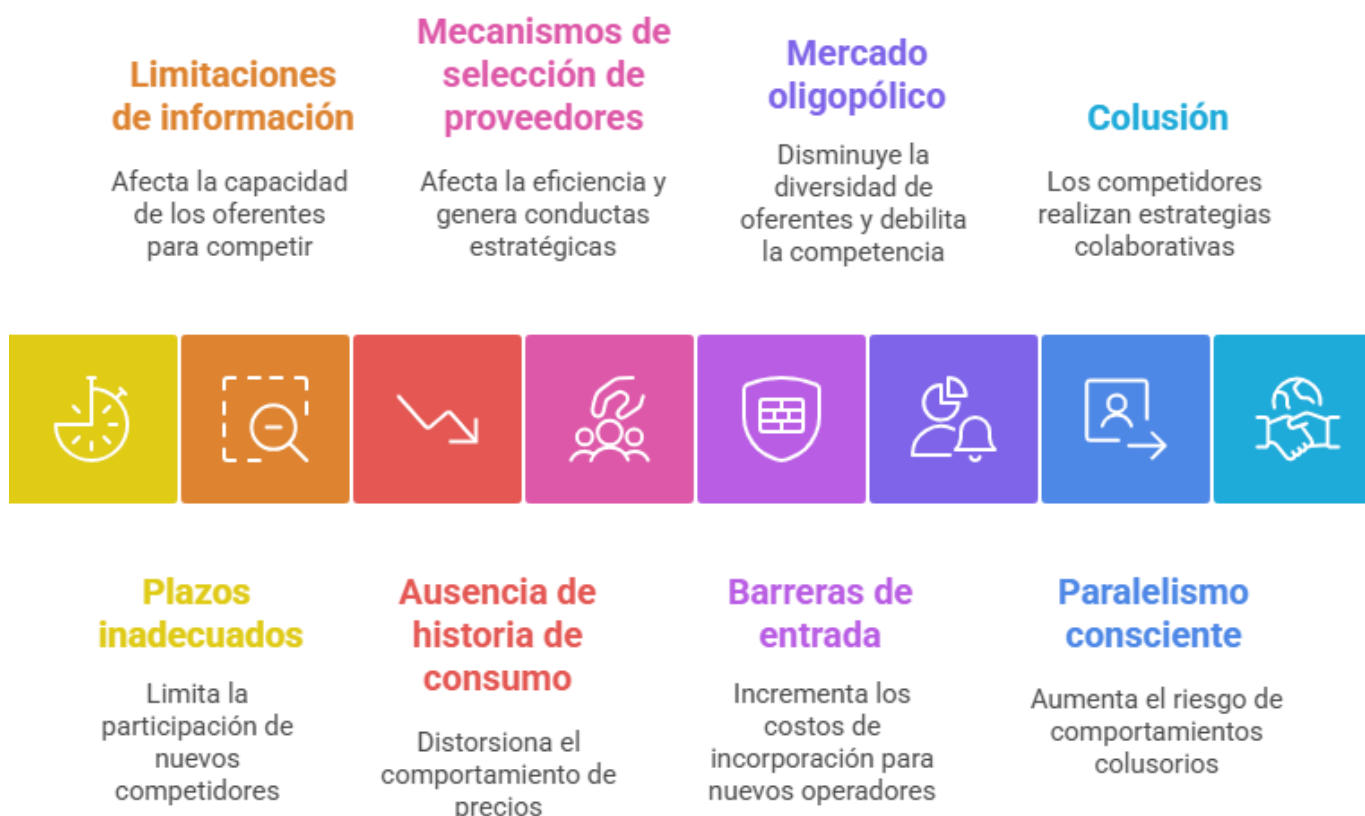 Limitaciones
de información
Afecta la capacidad
de los oferentes
para competir
Mecanismos de
selección de
proveedores
Afecta la eficiencia y
genera conductas
estratégicas
Mercado
oligopólico
Disminuye la
diversidad de
oferentes y debilita
la competencia
Colusión
Los competidores
realizan estrategias
colaborativas
Plazos
inadecuados
Limita la
participación de
nuevos
competidores
Ausencia de
historia de
consumo
Distorsiona el
comportamiento de
precios
Barreras de
entrada
Incrementa los
costos de
incorporación para
nuevos operadores
Paralelismo
consciente
Aumenta el riesgo de
comportamientos
colusorios